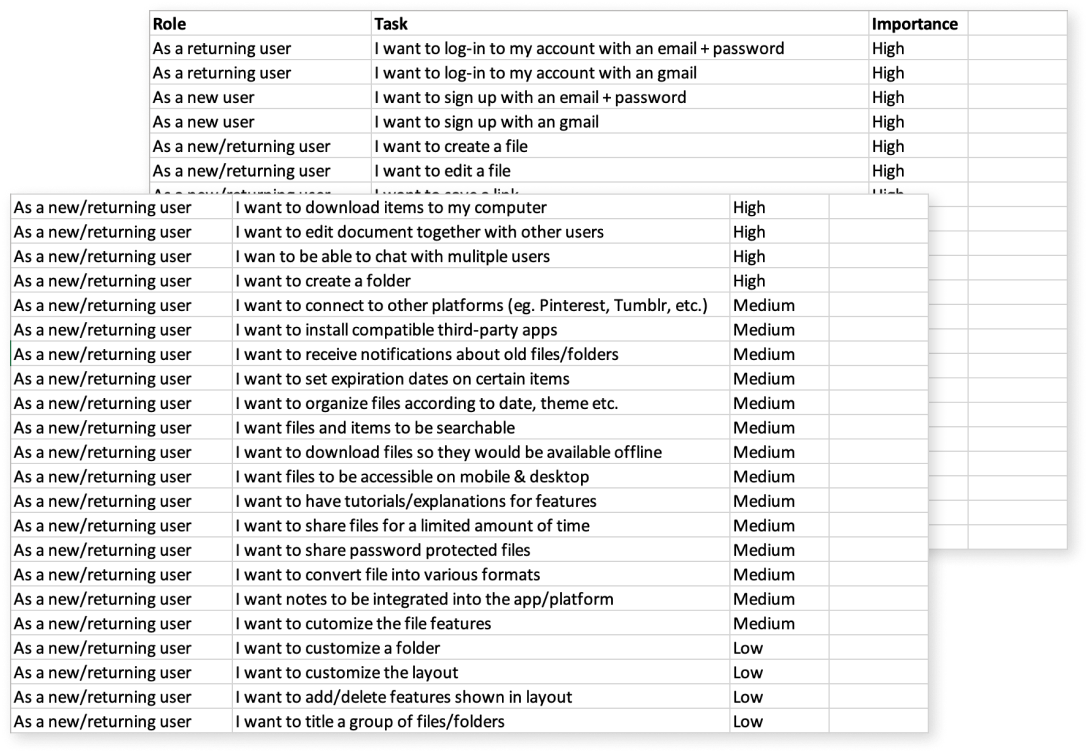 Role Task Importance
As a returning user I want to log-in to my account with an email + password High
As a returning user I want to log-in to my account with an gmail High
As a new user I want to sign up with an email + password High
As a new user I want to sign up with an gmail High
As a new/returning user I want to create a file High
As a new/returning user I want to edit a file High
As a new/returning user I want to save a link High
As a new/returning user I want to download items to my computer High
As a new/returning user I want to edit document together with other users High
As a new/returning user I wan to be able to chat with mulitple users High
As a new/returning user I want to create a folder High
As a new/returning user I want to connect to other platforms (eg. Pinterest, Tumblr, etc.) Medium
As a new/returning user I want to install compatible third-party apps Medium
As a new/returning user I want to receive notifications about old files/folders Medium
As a new/returning user I want to set expiration dates on certain items Medium
As a new/returning user I want to organize files according to date, theme etc. Medium
As a new/returning user I want files and items to be searchable Medium
As a new/returning user I want to download files so they would be available offline Medium
As a new/returning user I want files to be accessible on mobile & desktop Medium
As a new/returning user I want to have tutorials/explanations for features Medium
As a new/returning user I want to share files for a limited amount of time Medium
As a new/returning user I want to share password protected files Medium
As a new/returning user I want to convert file into various formats Medium
As a new/returning user I want notes to be integrated into the app/platform Medium
As a new/returning user I want to cutomize the file features Medium
As a new/returning user I want to customize a folder Low
As a new/returning user I want to customize the layout Low
As a new/returning user I want to add/delete features shown in layout Low
As a new/returning user I want to title a group of files/folders Low